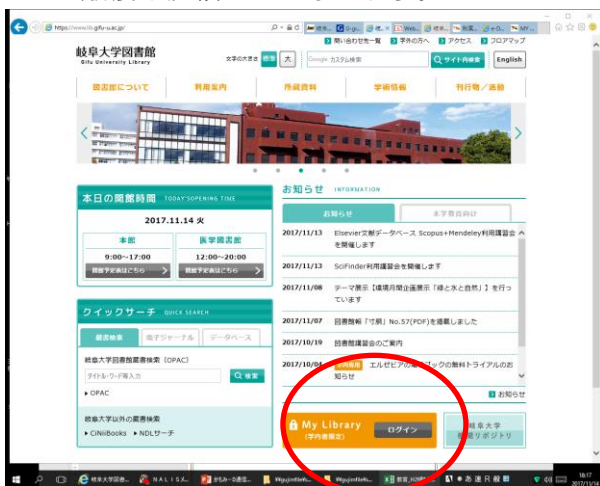 https://www.lib.gifu-u.ac.jp/
問い合わせ先一覧 学外の方へ アクセス フロアマップ
岐阜大学図書館
Gifu University Library
文字の大きさ 標準 大 Google カスタム検索 サイト内検索 English
図書館について 利用案内 所蔵資料 学術情報 刊行物/活動
本日の開館時間 TODAY'S OPENING TIME
2017.11.14 火
本館 医学図書館
9:00~17:00 12:00~20:00
開館予定表はこちら 開館予定表はこちら
クイックサーチ QUICK SEARCH
蔵書検索 電子ジャーナル データベース
岐阜大学図書館蔵書検索 (OPAC)
タイトル・ワード等入力 検索
OPAC
岐阜大学以外の蔵書検索
CiNiiBooks NDLサーチ
お知らせ INFORMATION
お知らせ 本学教員向け
2017/11/13 Elsevier文献データベース Scopus+Mendeley利用講習会を開催します
2017/11/13 SciFinder利用講習会を開催します
2017/11/08 テーマ展示【環境月間企画展示「緑と水と自然」】を行っています
2017/11/07 図書館報「寸胴」No.57(PDF)を掲載しました
2017/10/19 図書館講習会のご案内
2017/10/04 エルゼビアの電子ブックの無料トライアルのお知らせ
お知らせ
My Library
(学内者限定)
ログイン
岐阜大学
機関リポジトリ
18:17
2017/11/14